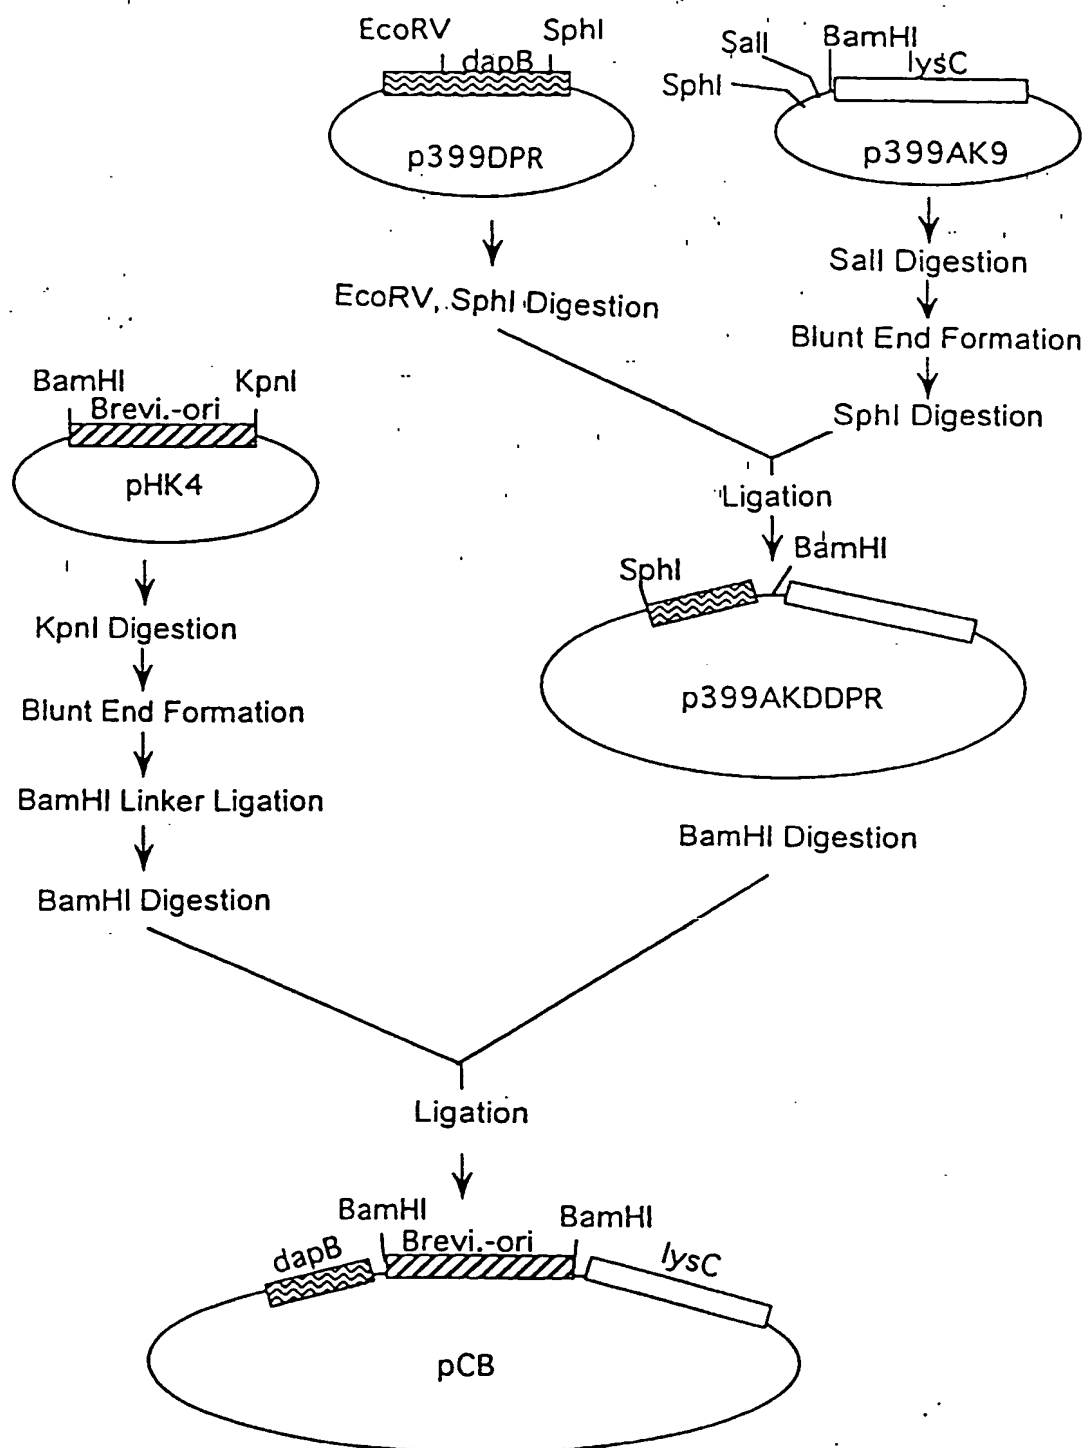 EcoRV SphI
dapB
p399DPR
EcoRV, SphI Digestion
SalI BamHI
lysC
SphI
p399AK9
SalI Digestion
Blunt End Formation
SphI Digestion
Ligation
BamHI KpnI
Brevi.-ori
pHK4
KpnI Digestion
Blunt End Formation
BamHI Linker Ligation
BamHI Digestion
SphI BamHI
p399AKDDPR
BamHI Digestion
Ligation
BamHI BamHI
dapB Brevi.-ori lysC
pCB